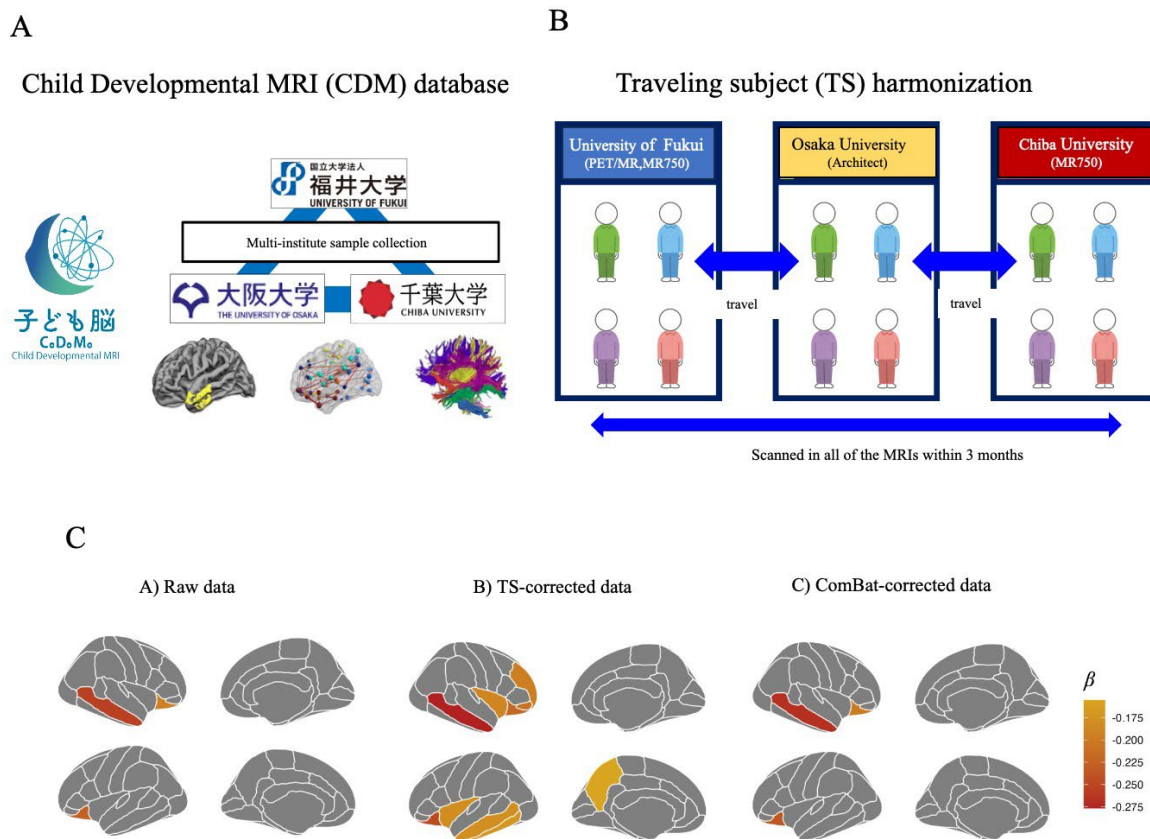 A
Child Developmental MRI (CDM) database
国立大学法人
福井大学
UNIVERSITY OF FUKUI
Multi-institute sample collection
大阪大学
THE UNIVERSITY OF OSAKA
千葉大学
CHIBA UNIVERSITY
子ども脳
CoDoMo
Child Developmental MRI
B
Traveling subject (TS) harmonization
University of Fukui
(PET/MR,MR750)
Osaka University
(Architect)
Chiba University
(MR750)
travel
travel
Scanned in all of the MRIs within 3 months
C
A) Raw data
B) TS-corrected data
C) ComBat-corrected data
β
-0.175
-0.200
-0.225
-0.250
-0.275